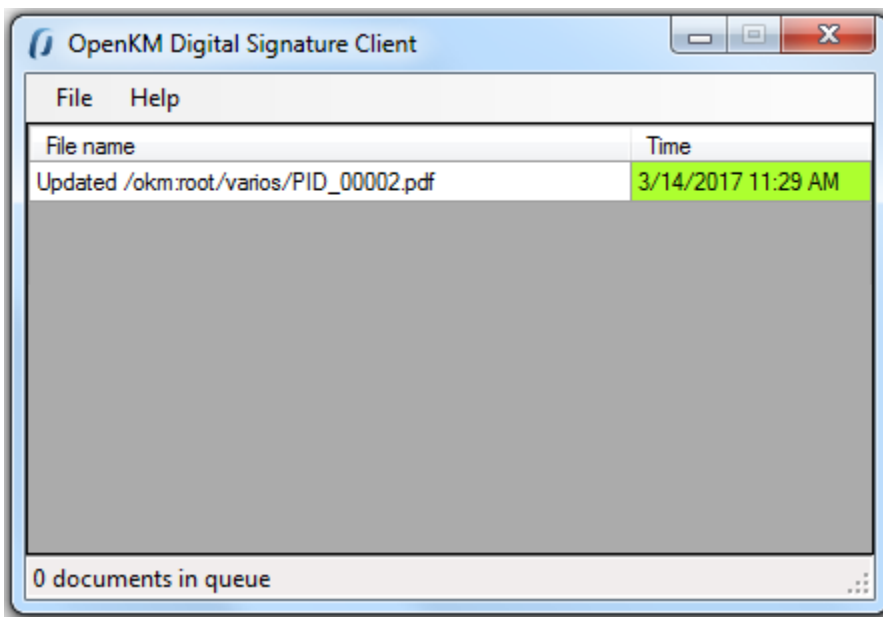 OpenKM Digital Signature Client
File Help
File name Time
Updated /okm:root/varios/PID_00002.pdf 3/14/2017 11:29 AM
0 documents in queue